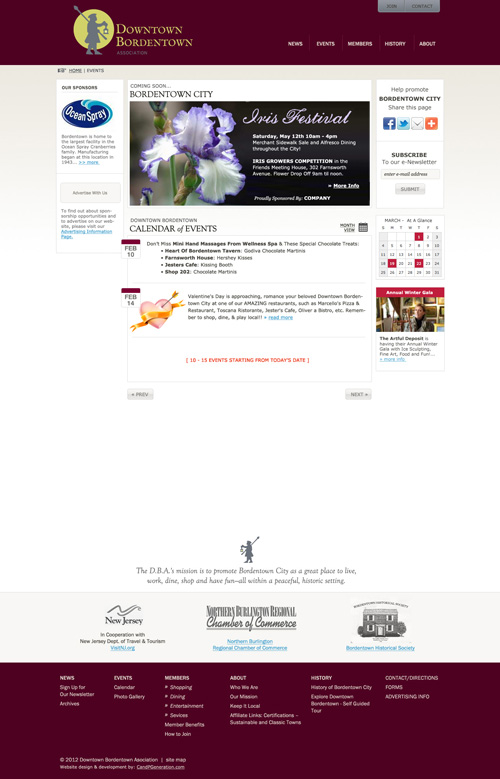 SIGN
CONTACT
DOWNTOWN
BORDENTOWN
ASSOCIATION
NEWS EVENTS MEMBERS HISTORY ABOUT
HOME | EVENTS
OUR SPONSORS
Ocean Spray
Bordentown is home to
the largest facility in the
Ocean Spray Cranberries
family. Manufacturing
began at this location in
1943... >> more.
Advertise With Us
To find out about spon-
sorship opportunities and
to advertise on our web-
site, please visit our
Advertising Information
Page.
COMING SOON...
BORDENTOWN CITY
Iris Festival
Saturday, May 12th 10am - 4pm
Merchant Sidewalk Sale and Alfresco Dining
throughout the City!
IRIS GROWERS COMPETITION in the
Friends Meeting House, 302 Farnsworth
Avenue. Flower Drop Off 9am til noon.
» More Info
Proudly Sponsored By: COMPANY
DOWNTOWN BORDENTOWN
CALENDAR of EVENTS
MONTH
VIEW
FEB
10
Don't Miss Mini Hand Massages From Wellness Spa & These Special Chocolate Treats:
• Heart Of Bordentown Tavern: Godiva Chocolate Martinis
• Farnsworth House: Hershey Kisses
• Jesters Cafe: Kissing Booth
• Shop 202: Chocolate Martinis
FEB
14
Valentine's Day is approaching, romance your beloved Downtown Borden-
town City at one of our AMAZING restaurants, such as Marcello's Pizza &
Restaurant, Toscana Ristorante, Jester's Cafe, Oliver a Bistro, etc. Remem-
ber to shop, dine, & play local!! + read more
[ 10 - 15 EVENTS STARTING FROM TODAY'S DATE ]
« PREV
NEXT »
Help promote
BORDENTOWN CITY
Share this page
SUBSCRIBE
To our e-Newsletter
enter e-mail address
SUBMIT
MARCH - At A Glance
S M T W T F S
1 2 3
4 5 6 7 8 9 10
11 12 13 14 15 16 17
18 19 20 21 22 23 24
25 26 27 28 29 30 31
Annual Winter Gala
The Artful Deposit is
having their Annual Winter
Gala with Ice Sculpting,
Fine Art, Food and Fun!...
+ more info
The D.B.A.'s mission is to promote Bordentown City as a great place to live,
work, dine, shop and have fun—all within a peaceful, historic setting.
New Jersey
In Cooperation with
New Jersey Dept. of Travel & Tourism
VisitNJ.org
NORTHERN BURLINGTON REGIONAL
Chamber of Commerce
Northern Burlington
Regional Chamber of Commerce
BORDENTOWN HISTORICAL SOCIETY
Bordentown Historical Society
NEWS
Sign Up for
Our Newsletter
Archives
EVENTS
Calendar
Photo Gallery
MEMBERS
» Shopping
» Dining
» Entertainment
» Sevices
Member Benefits
How to Join
ABOUT
Who We Are
Our Mission
Keep it Local
Affiliate Links: Certifications –
Sustainable and Classic Towns
HISTORY
History of Bordentown City
Explore Downtown
Bordentown - Self Guided
Tour
CONTACT/DIRECTIONS
FORMS
ADVERTISING INFO
© 2012 Downtown Bordentown Asociation | site map
Website design & development by: CandPGeneration.com